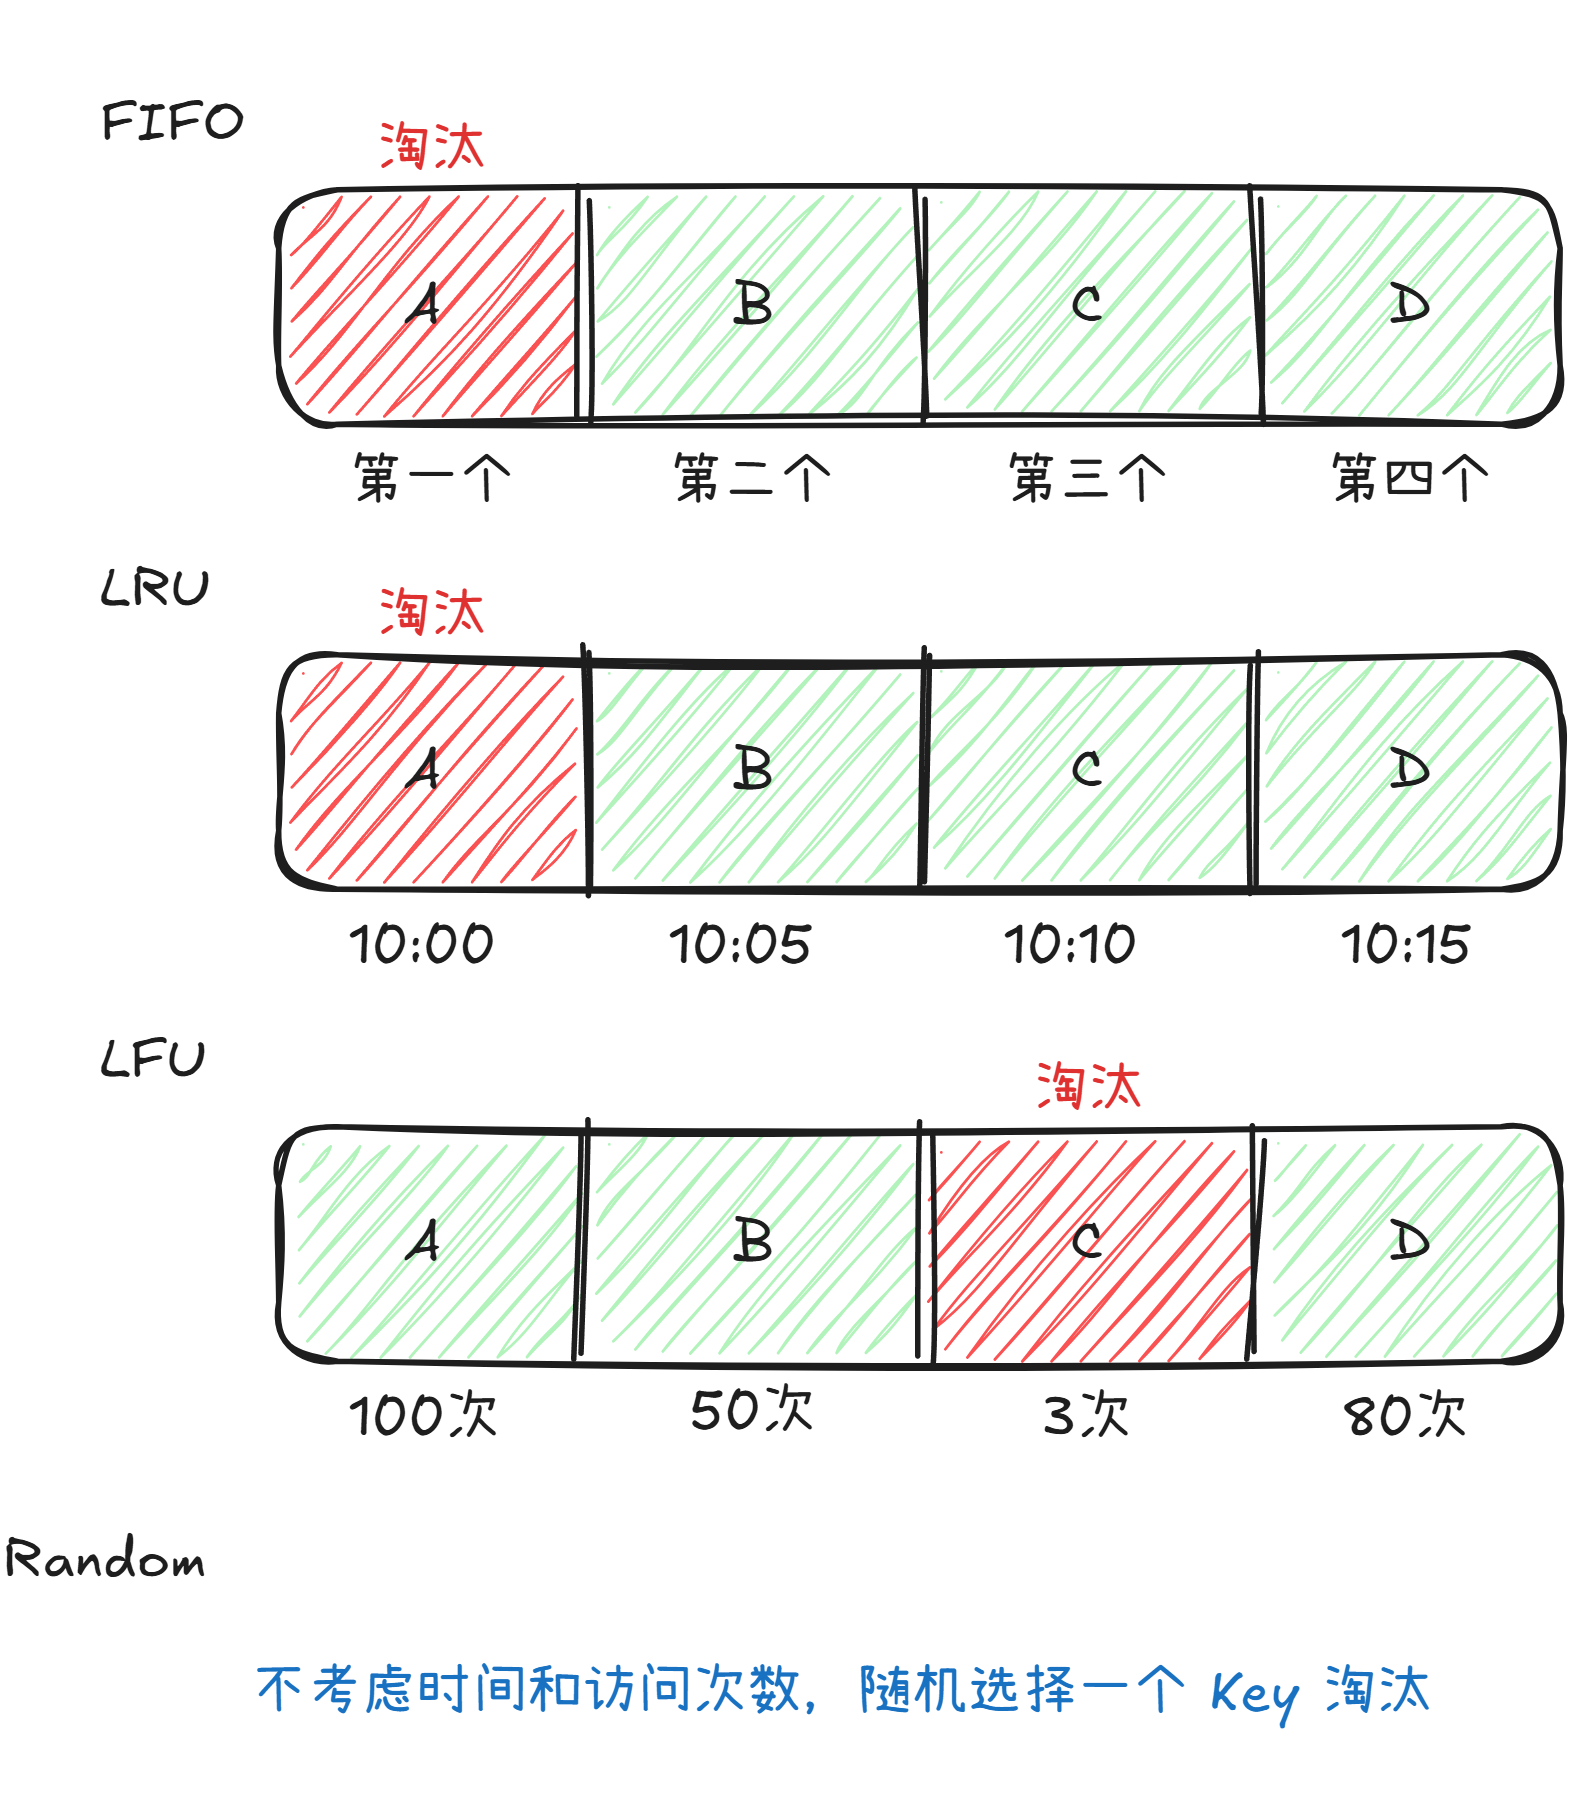 FIFO
淘汰
A B C D
第一个 第二个 第三个 第四个
LRU
淘汰
A B C D
10:00 10:05 10:10 10:15
LFU
淘汰
A B C D
100次 50次 3次 80次
Random
不考虑时间和访问次数，随机选择一个 Key 淘汰